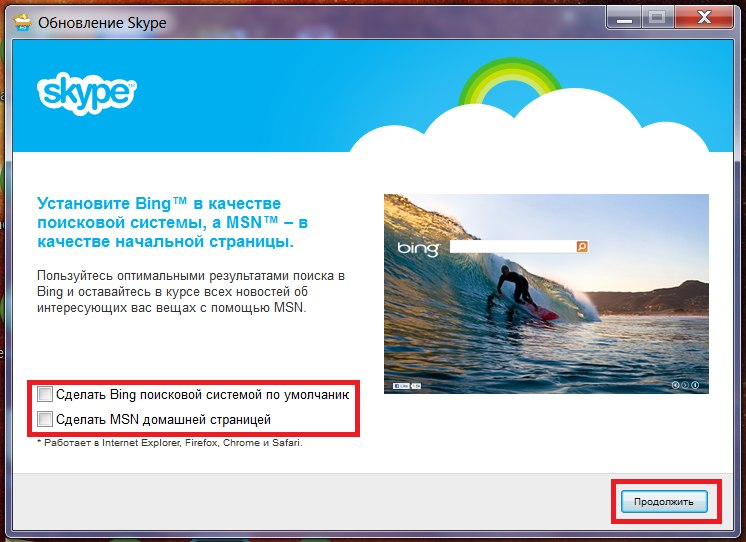 Обновление Skype
skype™
Установите Bing™ в качестве
поисковой системы, а MSN™ – в
качестве начальной страницы.
Пользуйтесь оптимальными результатами поиска в
Bing и оставайтесь в курсе всех новостей об
интересующих вас вещах с помощью MSN.
bing
Like
Сделать Bing поисковой системой по умолчаник
Сделать MSN домашней страницей
* Работает в Internet Explorer, Firefox, Chrome и Safari.
Продолжить